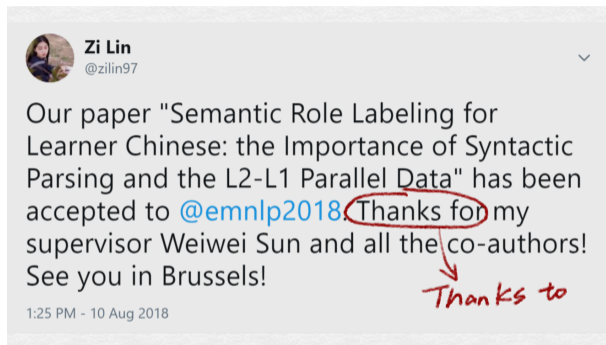 Zi Lin
@zilin97
Our paper "Semantic Role Labeling for
Learner Chinese: the Importance of Syntactic
Parsing and the L2-L1 Parallel Data" has been
accepted to @emnlp2018. Thanks for my
supervisor Weiwei Sun and all the co-authors!
See you in Brussels!
Thanks to
1:25 PM - 10 Aug 2018